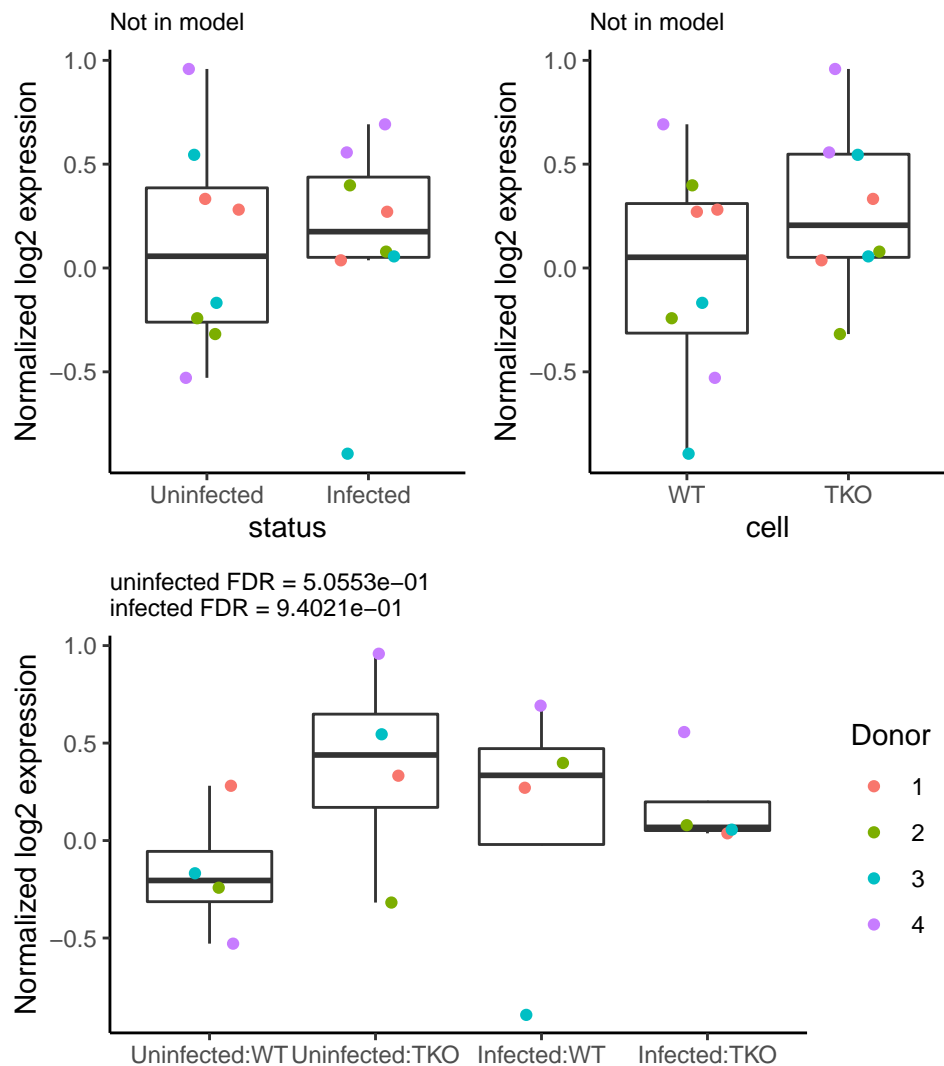 Not in model
Normalized log2 expression
1.0
0.5
0.0
−0.5
Uninfected
Infected
status
Not in model
Normalized log2 expression
1.0
0.5
0.0
−0.5
WT
TKO
cell
uninfected FDR = 5.0553e−01
infected FDR = 9.4021e−01
Normalized log2 expression
1.0
0.5
0.0
−0.5
Uninfected:WT
Uninfected:TKO
Infected:WT
Infected:TKO
Donor
1
2
3
4